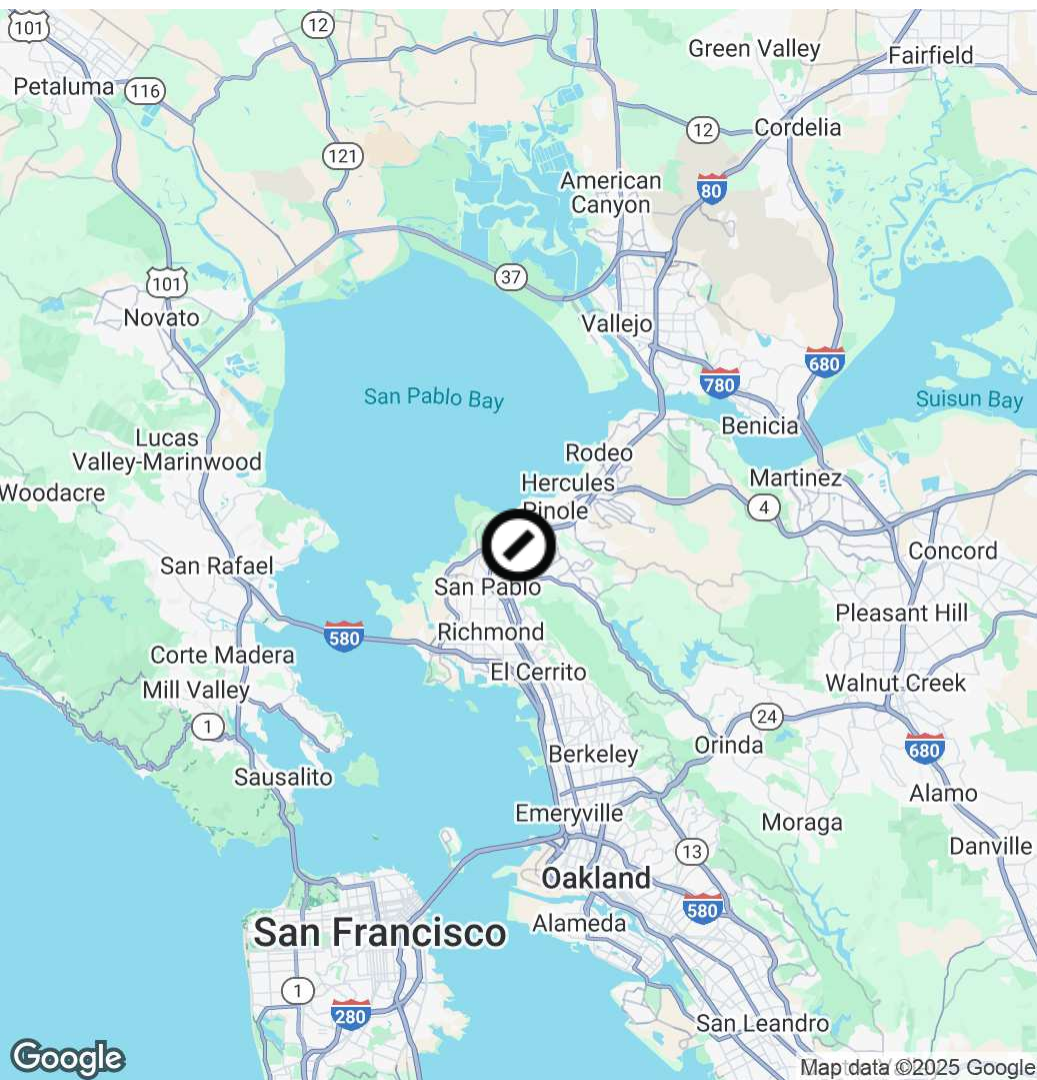 101
12
Green Valley
Fairfield
Petaluma
116
12
Cordelia
121
American
Canyon
80
37
101
Novato
Vallejo
680
780
San Pablo Bay
Suisun Bay
Benicia
Lucas
Valley-Marinwood
Rodeo
Hercules
Martinez
Woodacre
Pinole
4
Concord
San Rafael
San Pablo
Pleasant Hill
580
Richmond
Corte Madera
El Cerrito
Mill Valley
Walnut Creek
1
24
Orinda
680
Berkeley
Sausalito
Alamo
Emeryville
Moraga
13
Danville
Oakland
580
San Francisco
Alameda
1
280
San Leandro
Google
Map data ©2025 Google